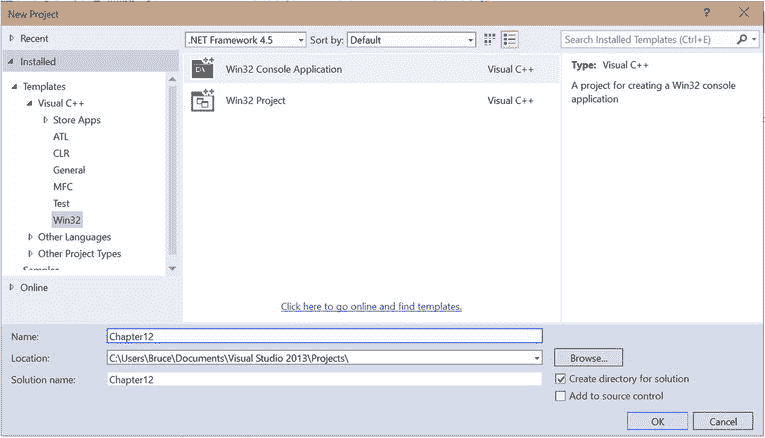 New Project
? X
Recent
.NET Framework 4.5
Sort by: Default
Search Installed Templates (Ctrl+E)
Installed
Templates
Visual C++
Store Apps
ATL
CLR
General
MFC
Test
Win32
Other Languages
Other Project Types
Samples
Online
Win32 Console Application Visual C++
Win32 Project Visual C++
Type: Visual C++
A project for creating a Win32 console
application
Click here to go online and find templates.
Name: Chapter12
Location: C:\Users\Bruce\Documents\Visual Studio 2013\Projects\
Browse...
Solution name: Chapter12
Create directory for solution
Add to source control
OK
Cancel